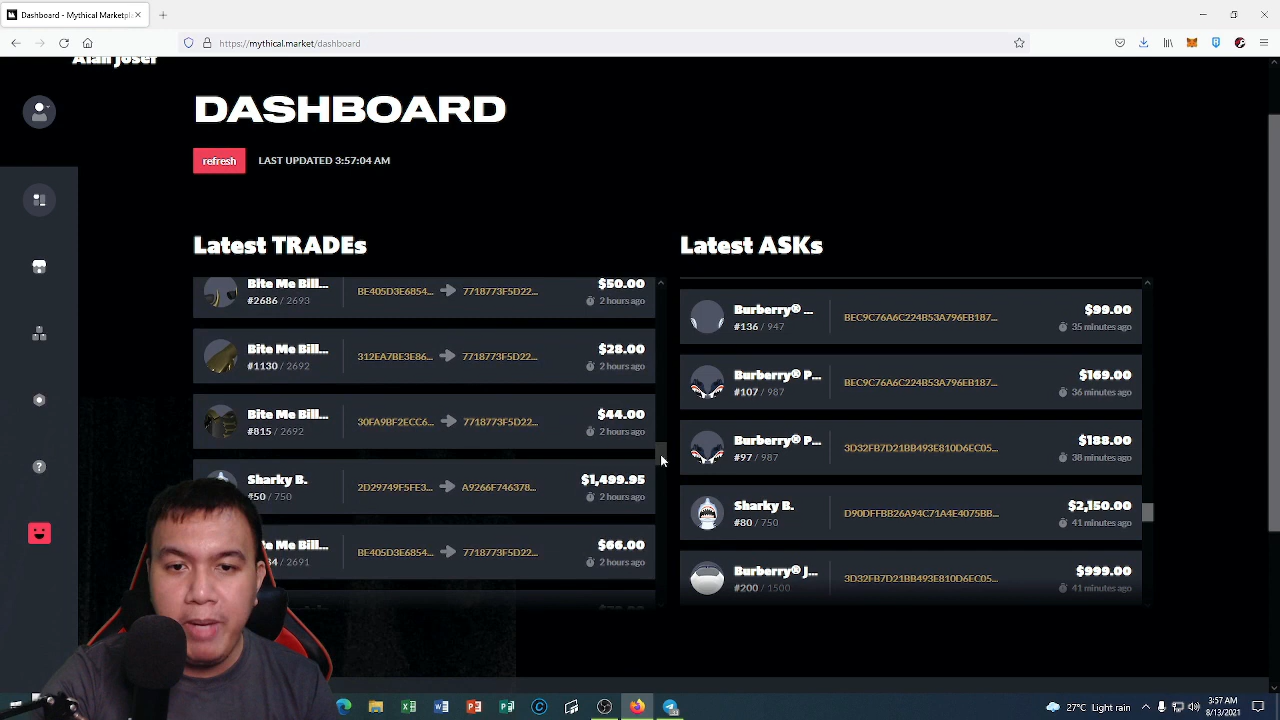 Dashboard - Mythical Marketpl
https://mythical.market/dashboard
Alan Joser
DASHBOARD
refresh
LAST UPDATED 3:57:04 AM
Latest TRADEs
Bite Me Bill...
#2686 / 2693
BE405D3E6854...
7718773F5D22...
$50.00
2 hours ago
Bite Me Bill...
#1130 / 2692
312EA7BE3E86...
7718773F5D22...
$28.00
2 hours ago
Bite Me Bill...
#815 / 2692
30FA9BF2ECC6...
7718773F5D22...
$44.00
2 hours ago
Sharky B.
#50 / 750
2D29749F5FE3...
A9266F746378...
$1,499.95
2 hours ago
Me Bill...
/ 2691
BE405D3E6854...
7718773F5D22...
$66.00
2 hours ago
Latest ASKs
Burberry® ...
#136 / 947
BEC9C76A6C224B53A796EB187...
$99.00
35 minutes ago
Burberry® P...
#107 / 987
BEC9C76A6C224B53A796EB187...
$169.00
36 minutes ago
Burberry® P...
#97 / 987
3D32FB7D21BB493E810D6EC05...
$188.00
38 minutes ago
Sharky B.
#80 / 750
D90DFFBB26A94C71A4E4075BB...
$2,150.00
41 minutes ago
Burberry® J...
#200 / 1500
3D32FB7D21BB493E810D6EC05...
$999.00
41 minutes ago
27°C Light rain
3:57 AM
8/13/2021